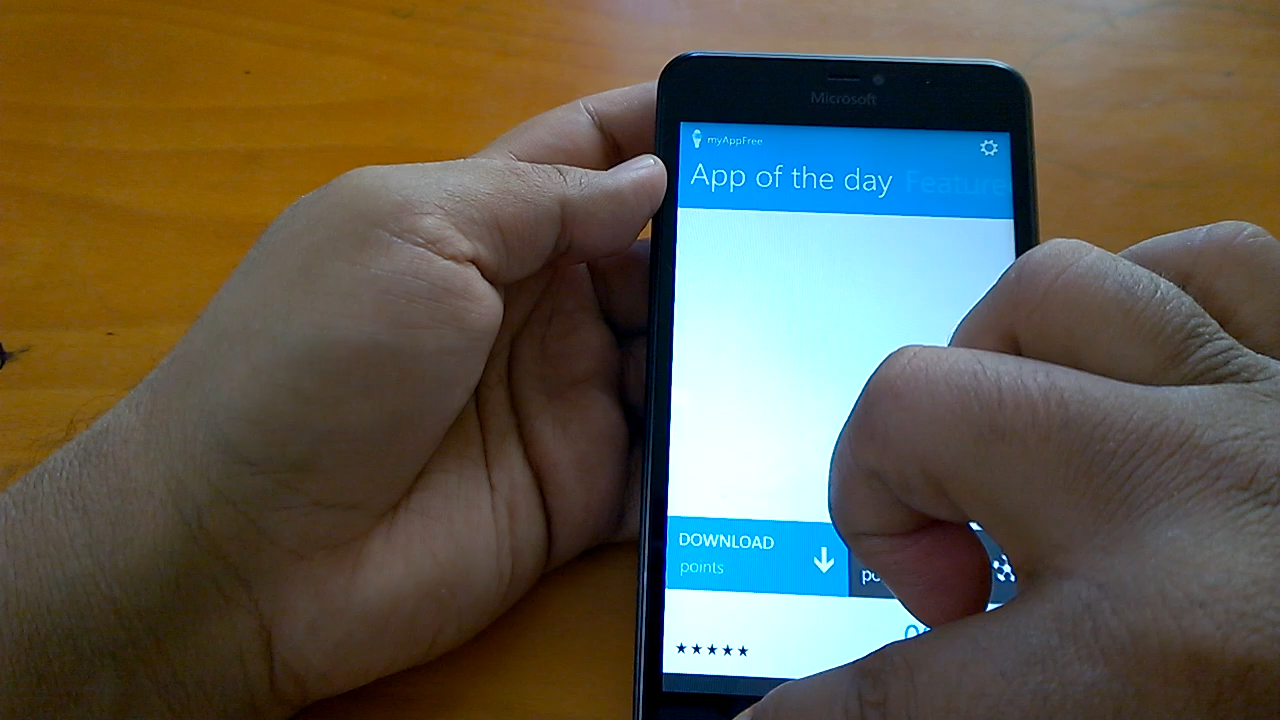 Microsoft
myAppFree
App of the day Feature
DOWNLOAD
points